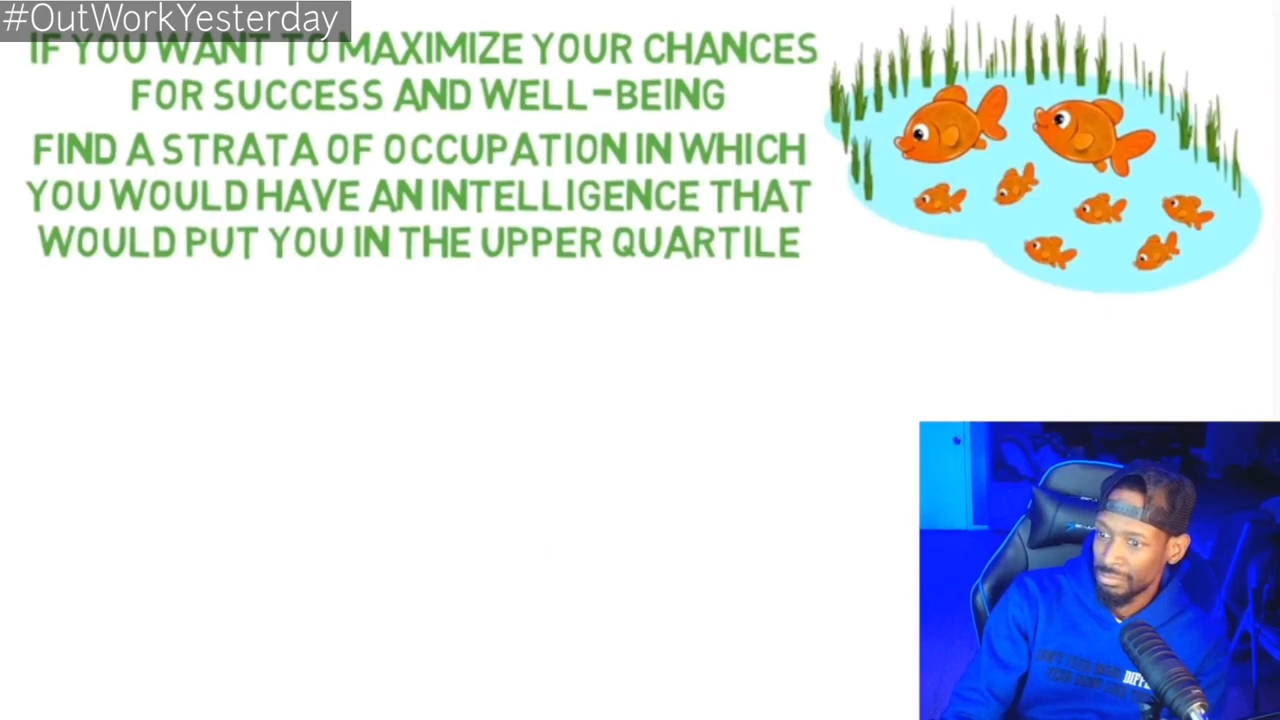 #OutWorkYesterday
IF YOU WANT TO MAXIMIZE YOUR CHANCES
FOR SUCCESS AND WELL-BEING
FIND A STRATA OF OCCUPATION IN WHICH
YOU WOULD HAVE AN INTELLIGENCE THAT
WOULD PUT YOU IN THE UPPER QUARTILE